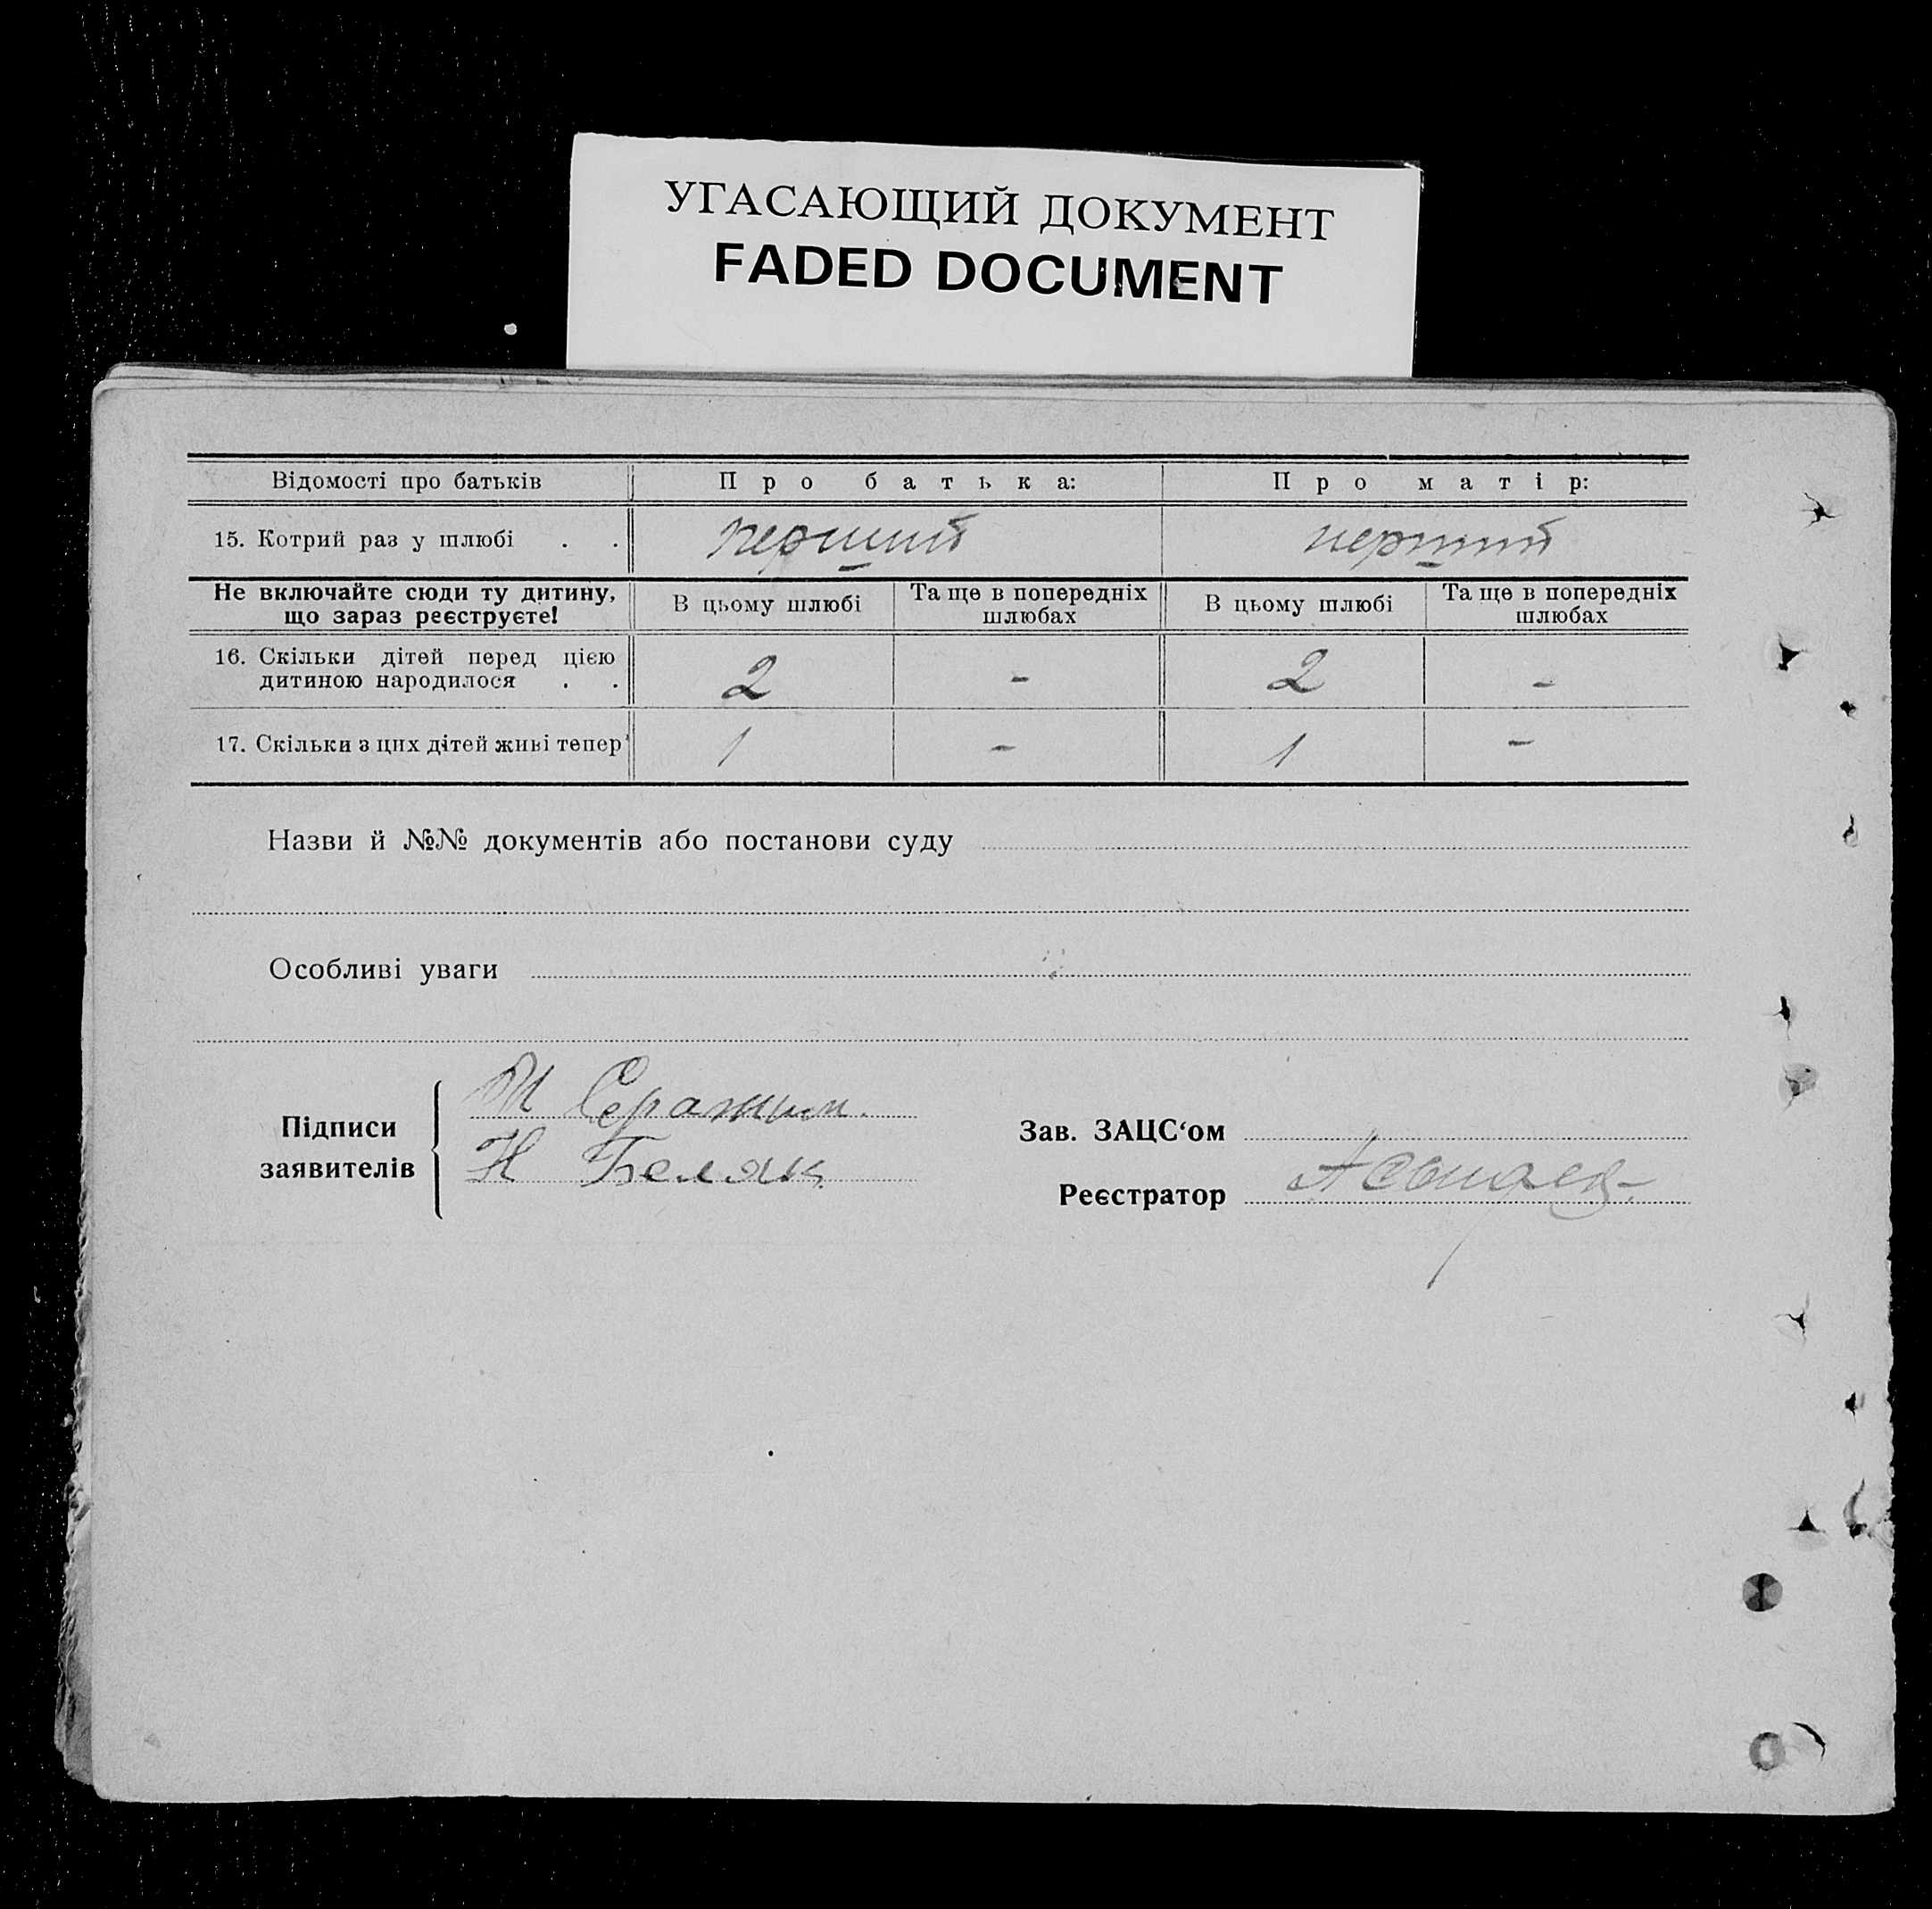 УГАСАЮЩИЙ ДОКУМЕНТ
FADED DOCUMENT
Відомості про батьків Про батька: Про матір:
15. Котрий раз у шлюбі . . перший перший
Не включайте сюди ту дитину, що зараз реєструєте! В цьому шлюбі Та ще в попередніх шлюбах В цьому шлюбі Та ще в попередніх шлюбах
16. Скільки дітей перед цією дитиною народилося . . 2 - 2 -
17. Скільки з цих дітей живі тепер 1 - 1 -
Назви й №№ документів або постанови суду
Особливі уваги
Підписи заявителів
М
Н Беляк
Зав. ЗАЦС‘ом
Реєстратор